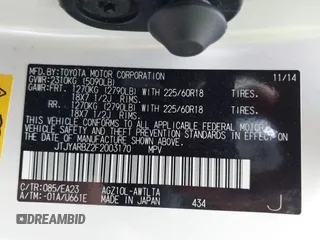 MFD.BY:TOYOTA MOTOR CORPORATION 11/14
GVWR:2310KG (5090LB)
GAWR:FRT. 1270KG (2790LB) WITH 225/60R18 TIRES,
18X7 1/2J RIMS.
RR. 1270KG (2790LB) WITH 225/60R18 TIRES,
18X7 1/2J RIMS,
THIS VEHICLE CONFORMS TO ALL APPLICABLE
FEDERAL MOTOR VEHICLE SAFETY AND
THEFT PREVENTION STANDARDS IN EFFECT ON
THE DATE OF MANUFACTURE SHOWN ABOVE.
JTJYARBZ2F2003170 MPV
C/TR:085/EA23 AGZ10L-AWTLTA
A/TM:-01A/U661E MADE IN JAPAN 434 J